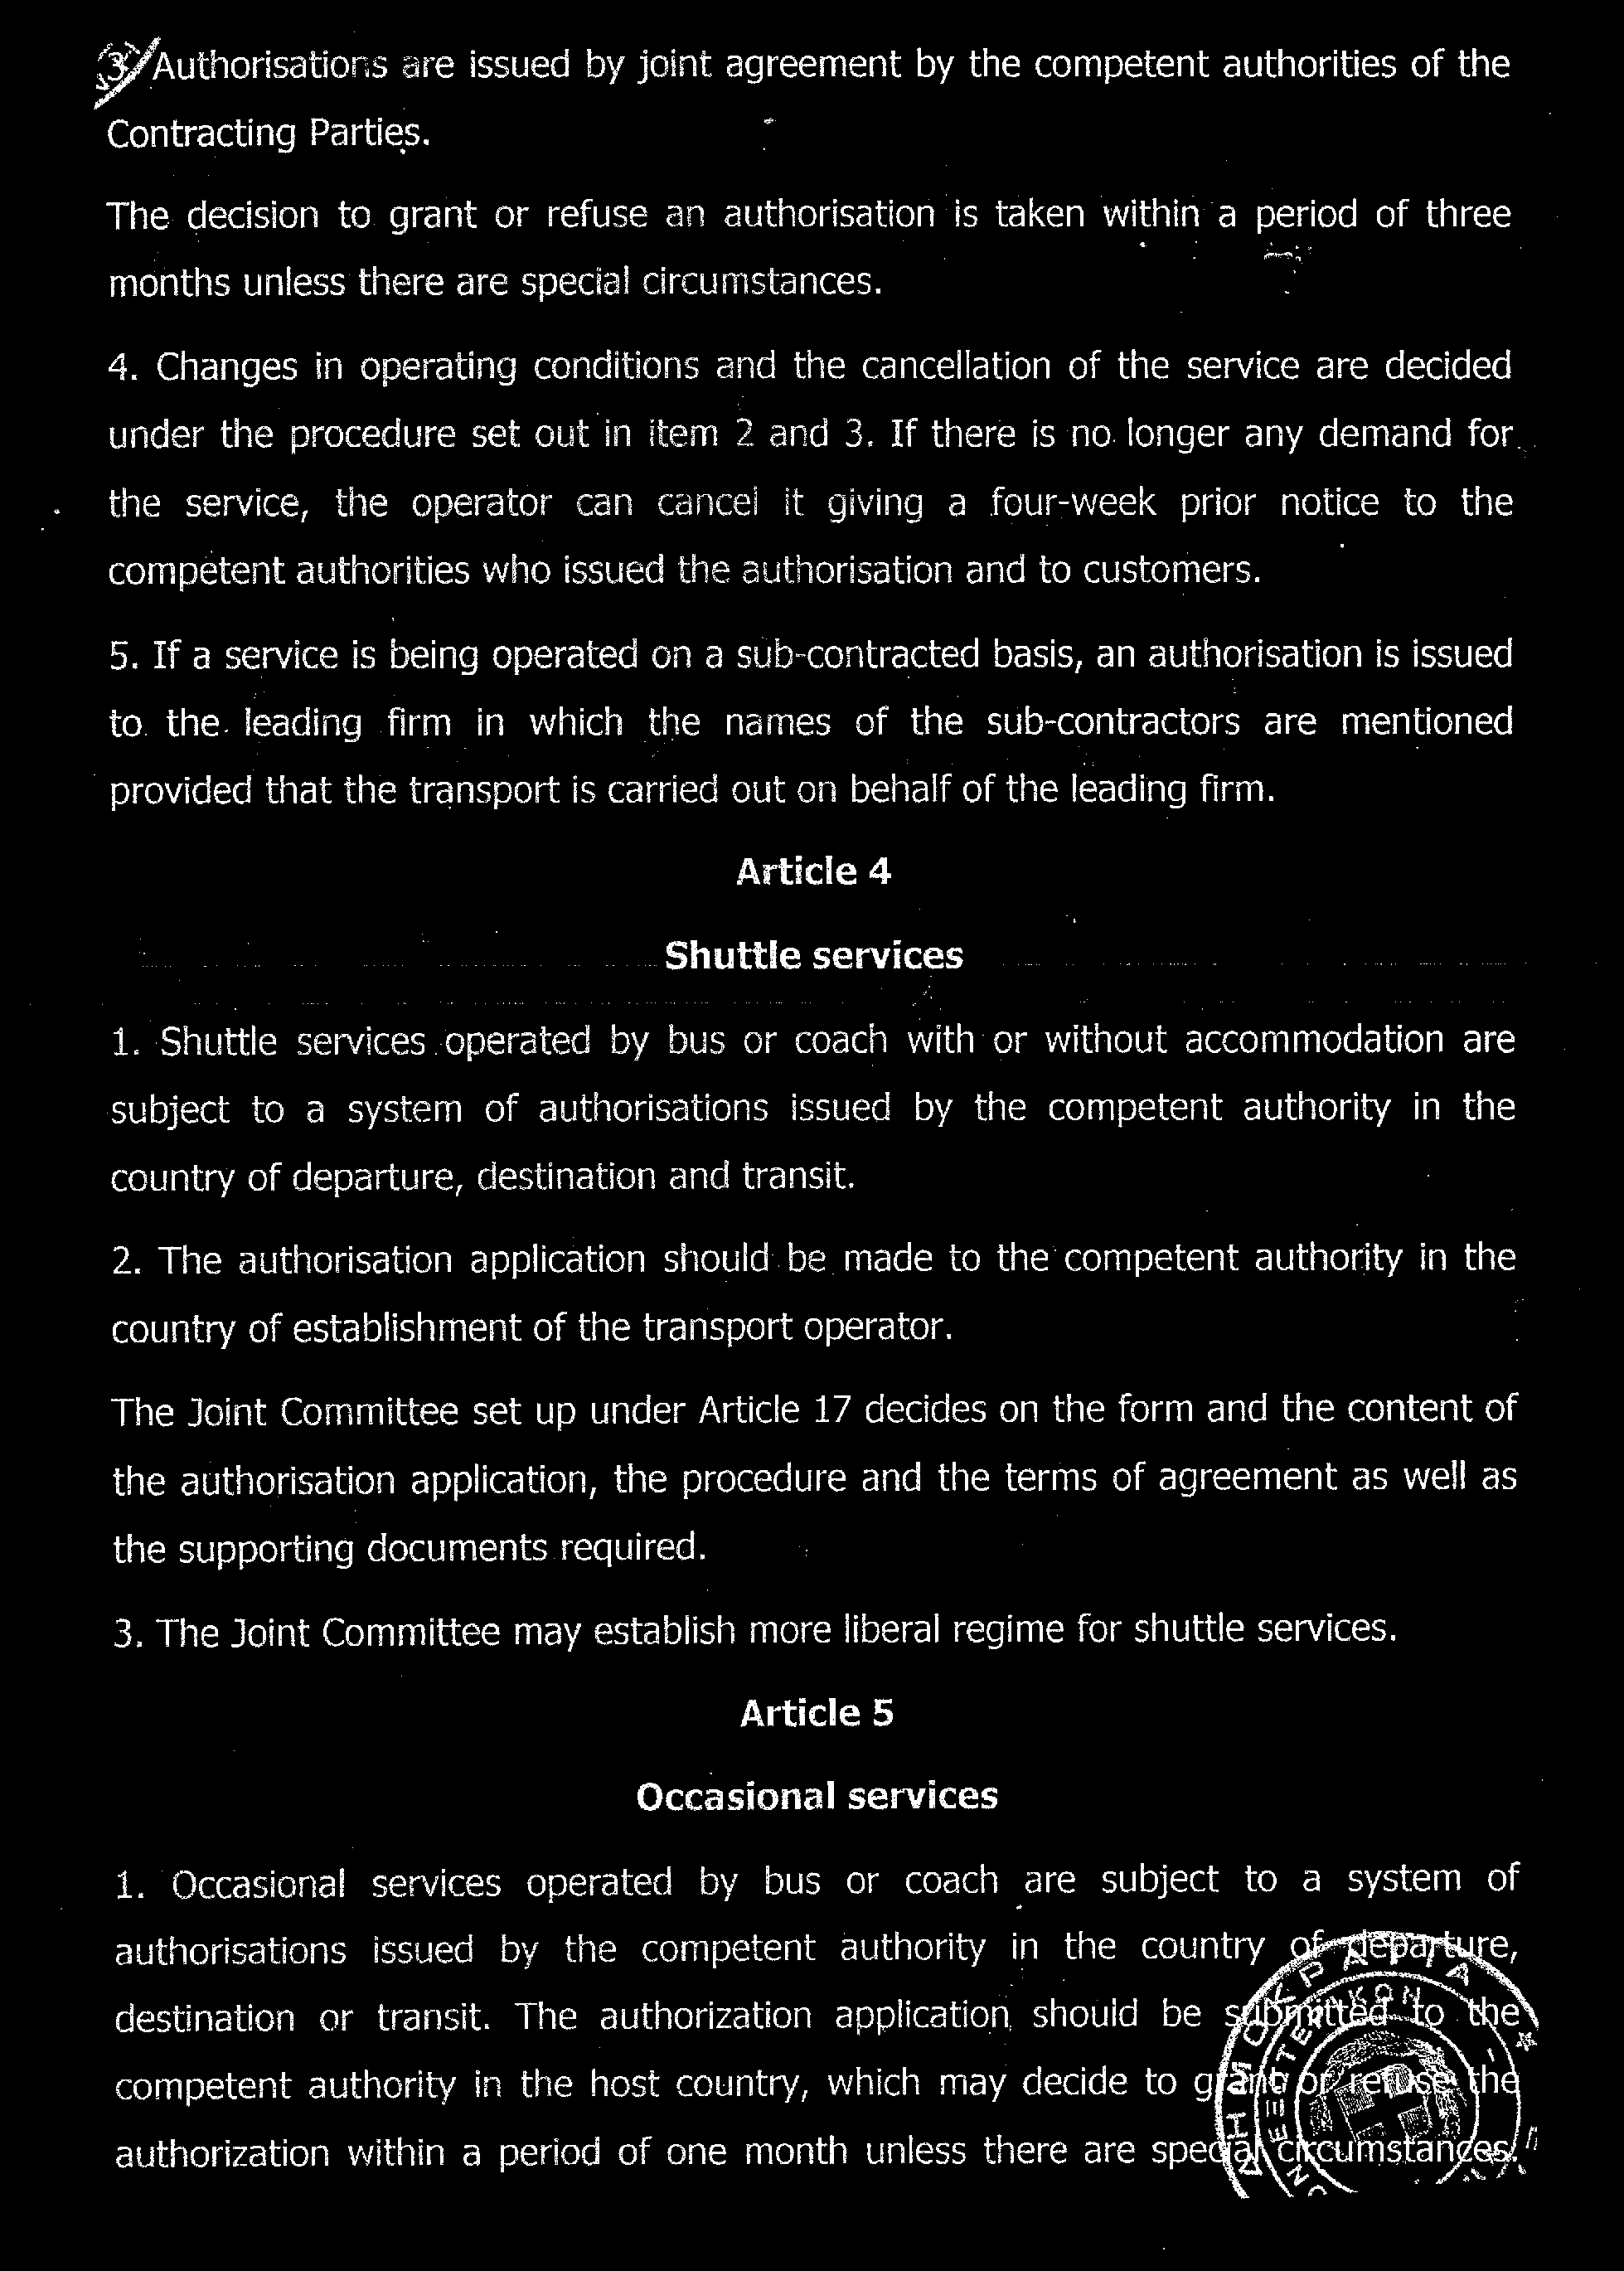 3. Authorisations are issued by joint agreement by the competent authorities of the
Contracting Parties.
The decision to grant or refuse an authorisation is taken within a period of three
months unless there are special circumstances.
4. Changes in operating conditions and the cancellation of the service are decided
under the procedure set out in item 2 and 3. If there is no longer any demand for
the service, the operator can cancel it giving a four-week prior notice to the
competent authorities who issued the authorisation and to customers.
5. If a service is being operated on a sub-contracted basis, an authorisation is issued
to the leading firm in which the names of the sub-contractors are mentioned
provided that the transport is carried out on behalf of the leading firm.
Article 4
Shuttle services
1. Shuttle services operated by bus or coach with or without accommodation are
subject to a system of authorisations issued by the competent authority in the
country of departure, destination and transit.
2. The authorisation application should be made to the competent authority in the
country of establishment of the transport operator.
The Joint Committee set up under Article 17 decides on the form and the content of
the authorisation application, the procedure and the terms of agreement as well as
the supporting documents required.
3. The Joint Committee may establish more liberal regime for shuttle services.
Article 5
Occasional services
1. Occasional services operated by bus or coach are subject to a system of
authorisations issued by the competent authority in the country of departure,
destination or transit. The authorization application should be submitted to the
competent authority in the host country, which may decide to grant or refuse the
authorization within a period of one month unless there are special circumstances.